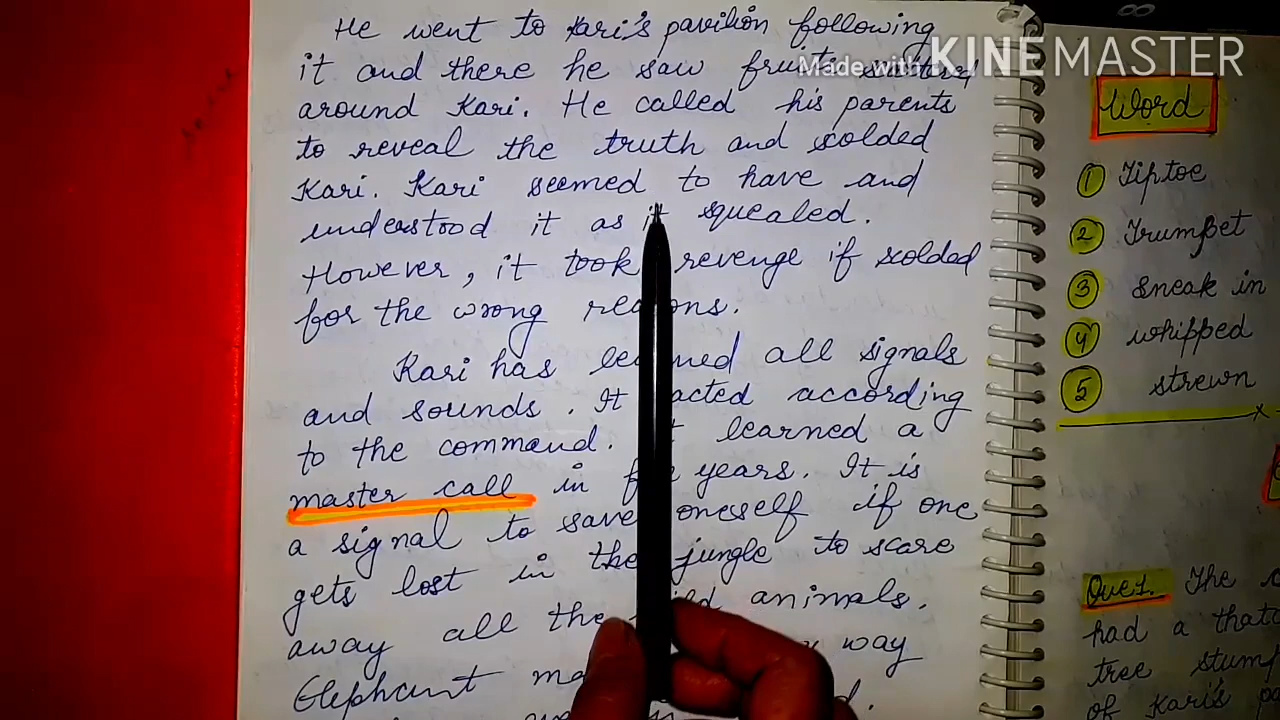 He went to Kari's pavilion following
it and there he saw fruits
around Kari. He called his parents
to reveal the truth and scolded
Kari. Kari seemed to have and
understood it as it squealed.
However, it took revenge if scolded
for the wrong reasons.
Kari has learned all signals
and sounds. It acted according
to the command. It learned a
master call in years. It is
a signal to save oneself if one
gets lost in the jungle to scare
away all the wild animals.
way
Elephant
Made with KINEMASTER
Word
1 Tiptoe
2 Trumpet
3 Sneak in
4 whipped
5 strewn
Que1. The
had a
tree
of Kari's